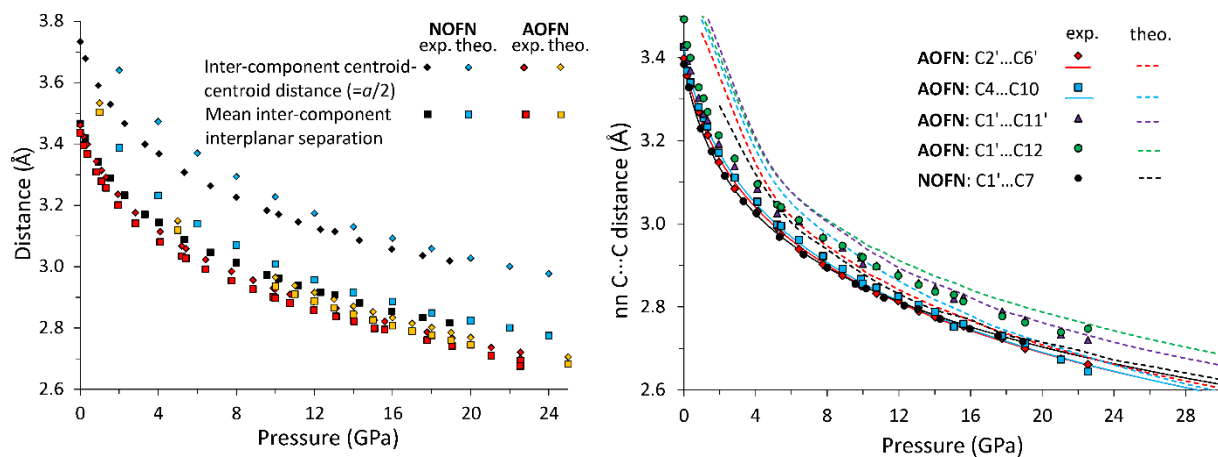 3.8
3.6
3.4
3.2
3.0
2.8
2.6
Distance (Å)
NOFN AOFN
exp. theo. exp. theo.
Inter-component centroid-
centroid distance (=a/2)
Mean inter-component
interplanar separation
0 4 8 12 16 20 24
Pressure (GPa)
3.4
3.2
3.0
2.8
2.6
nn C···C distance (Å)
exp. theo.
AOFN: C2'...C6'
AOFN: C4...C10
AOFN: C1'...C11'
AOFN: C1'...C12
NOFN: C1'...C7
0 4 8 12 16 20 24 28
Pressure (GPa)